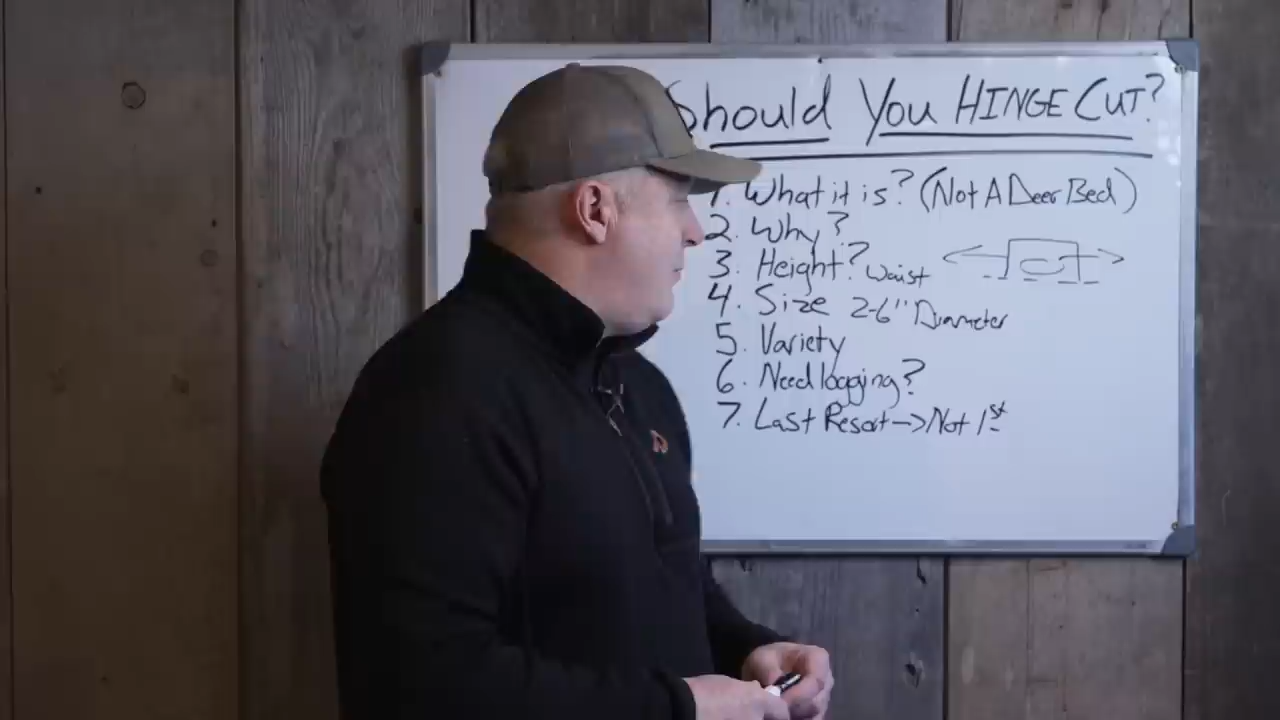 Should You HINGE CUT?
1. What it is? (Not A Deer Bed)
2. Why?
3. Height? Waist
4. Size 2-6" Diameter
5. Variety
6. Need logging?
7. Last Resort -> Not 1st